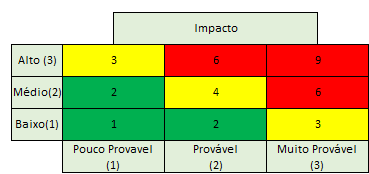 Impacto
Alto (3) 3 6 9
Médio(2) 2 4 6
Baixo(1) 1 2 3
Pouco Provavel Provável Muito Provável
(1) (2) (3)